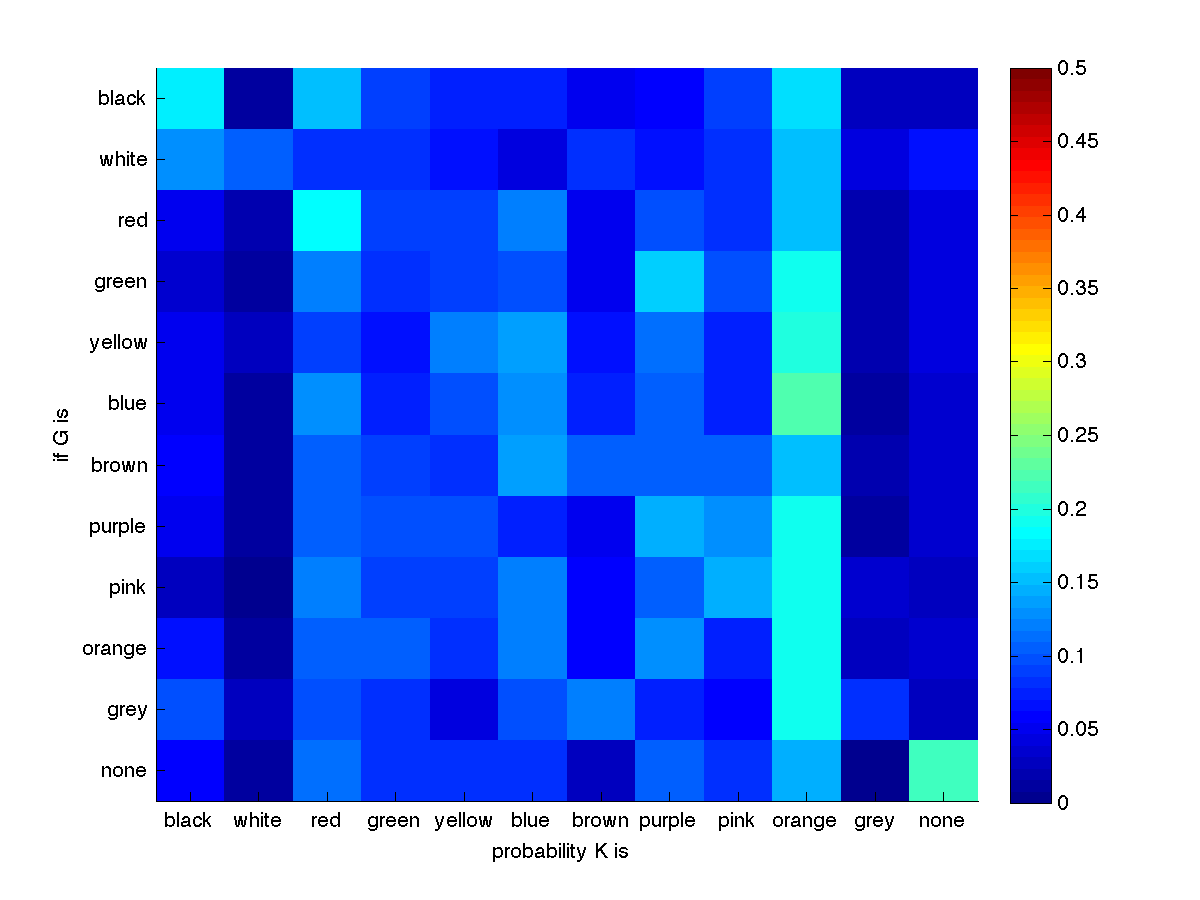 if G is
black
white
red
green
yellow
blue
brown
purple
pink
orange
grey
none
black white red green yellow blue brown purple pink orange grey none
probability K is
0.5
0.45
0.4
0.35
0.3
0.25
0.2
0.15
0.1
0.05
0